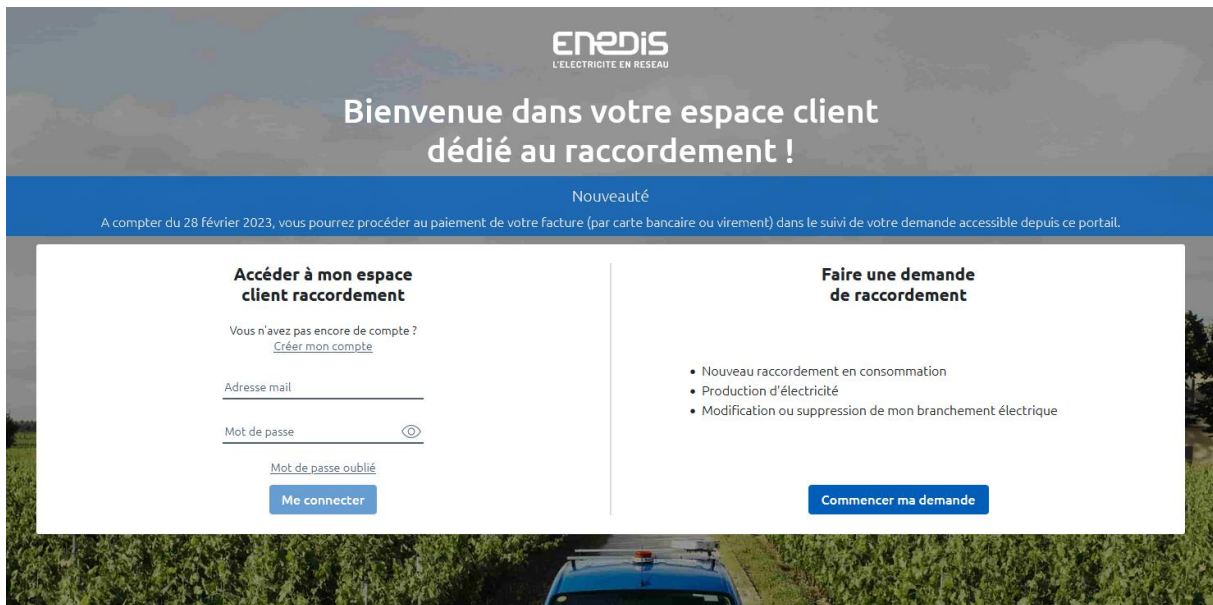 ENEDIS
L'ELECTRICITE EN RESEAU
Bienvenue dans votre espace client
dédié au raccordement !
Nouveauté
A compter du 28 février 2023, vous pourrez procéder au paiement de votre facture (par carte bancaire ou virement) dans le suivi de votre demande accessible depuis ce portail.
Accéder à mon espace
client raccordement
Vous n'avez pas encore de compte ?
Créer mon compte
Adresse mail
Mot de passe
Mot de passe oublié
Me connecter
Faire une demande
de raccordement
• Nouveau raccordement en consommation
• Production d'électricité
• Modification ou suppression de mon branchement électrique
Commencer ma demande